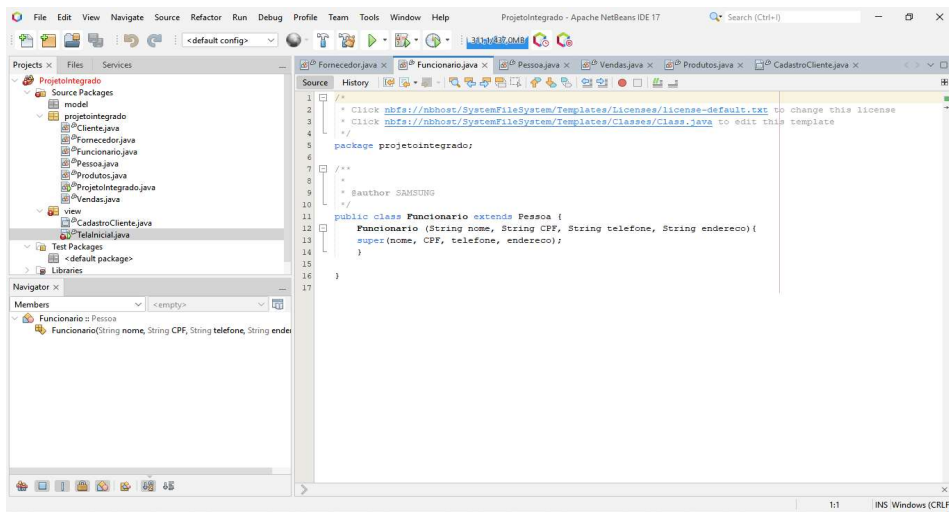 File Edit View Navigate Source Refactor Run Debug Profile Team Tools Window Help ProjetoIntegrado - Apache NetBeans IDE 17 Search (Ctrl+I)
<default config>
Projects Files Services
Fornecedor.java Funcionario.java Pessoa.java Vendas.java Produtos.java CadastroCliente.java
Source History
ProjetoIntegrado
Source Packages
model
projetointegrado
Cliente.java
Fornecedor.java
Funcionario.java
Pessoa.java
Produtos.java
ProjetoIntegrado.java
Vendas.java
view
CadastroCliente.java
TelaInicial.java
Test Packages
<default package>
Libraries
Navigator
Members <empty>
Funcionario :: Pessoa
Funcionario(String nome, String CPF, String telefone, String ender
1 /*
2 * Click nbfs://nbhost/SystemFileSystem/Templates/Licenses/license-default.txt to change this license
3 * Click nbfs://nbhost/SystemFileSystem/Templates/Classes/Class.java to edit this template
4 */
5 package projetointegrado;
6
7 /**
8 *
9 * @author SAMSUNG
10 */
11 public class Funcionario extends Pessoa {
12 Funcionario (String nome, String CPF, String telefone, String endereco){
13 super(nome, CPF, telefone, endereco);
14 }
15
16 }
17
1:1 INS Windows (CRLF